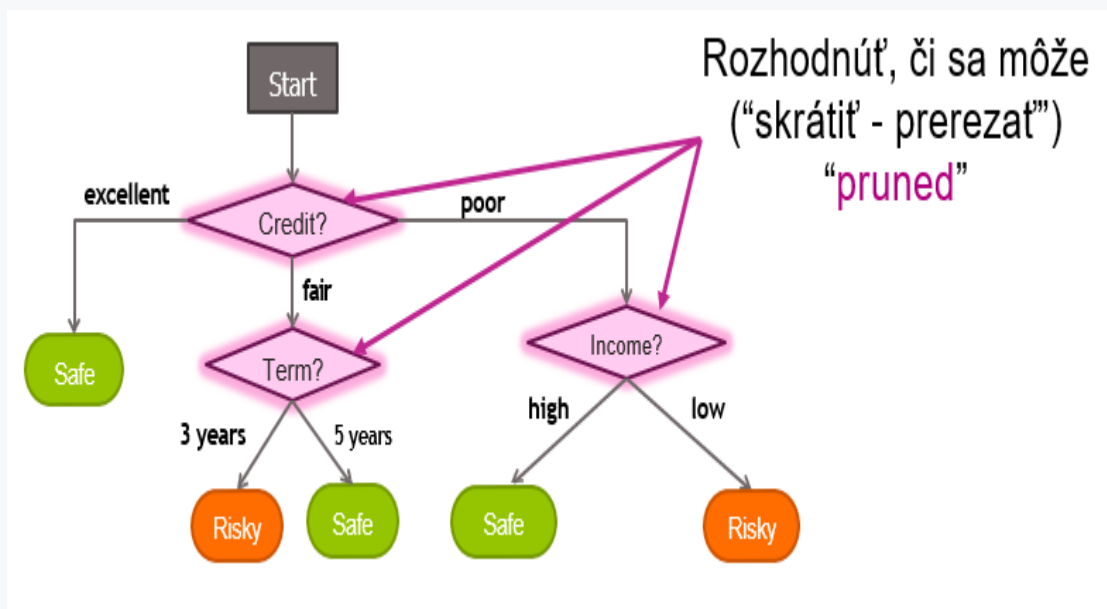 Rozhodnúť, či sa môže
(“skrátiť - prerezať”)
“pruned”
Start
excellent
Credit?
poor
fair
Safe
Term?
Income?
3 years
5 years
high
low
Risky
Safe
Safe
Risky